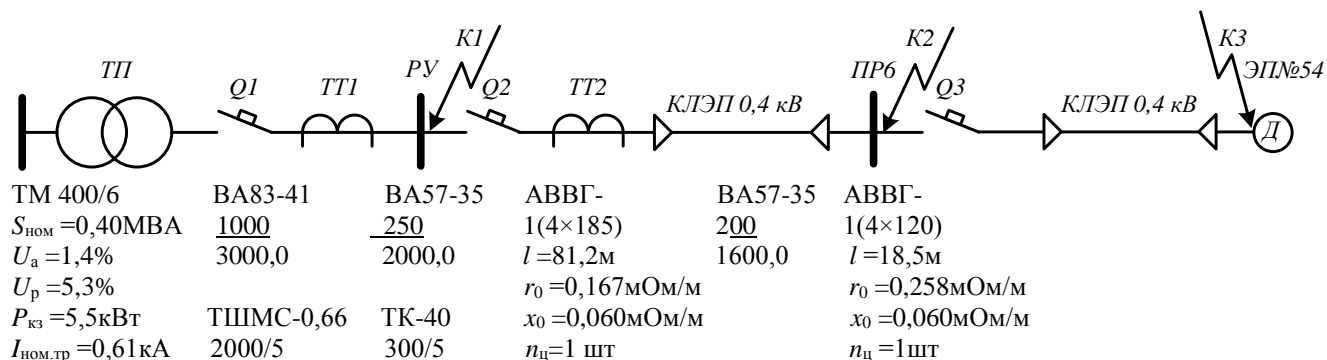 К1 К2 К3
ТП РУ ПР6 ЭП№54
Q1 ТТ1 Q2 ТТ2 КЛЭП 0,4 кВ Q3 КЛЭП 0,4 кВ
Д
ТМ 400/6 ВА83-41 ВА57-35 АВВГ- ВА57-35 АВВГ-
Sном =0,40МВА 1000 250 1(4×185) 200 1(4×120)
Uа =1,4% 3000,0 2000,0 l =81,2м 1600,0 l =18,5м
Uр =5,3% r0 =0,167мОм/м r0 =0,258мОм/м
Pкз =5,5кВт ТШМС-0,66 ТК-40 x0 =0,060мОм/м x0 =0,060мОм/м
Iном.тр =0,61кА 2000/5 300/5 nц=1 шт nц =1шт